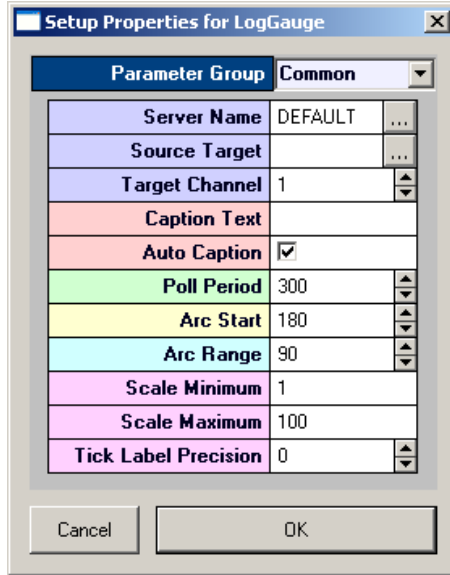 Setup Properties for LogGauge
Parameter Group Common
Server Name DEFAULT ...
Source Target ...
Target Channel 1
Caption Text
Auto Caption
Poll Period 300
Arc Start 180
Arc Range 90
Scale Minimum 1
Scale Maximum 100
Tick Label Precision 0
Cancel OK